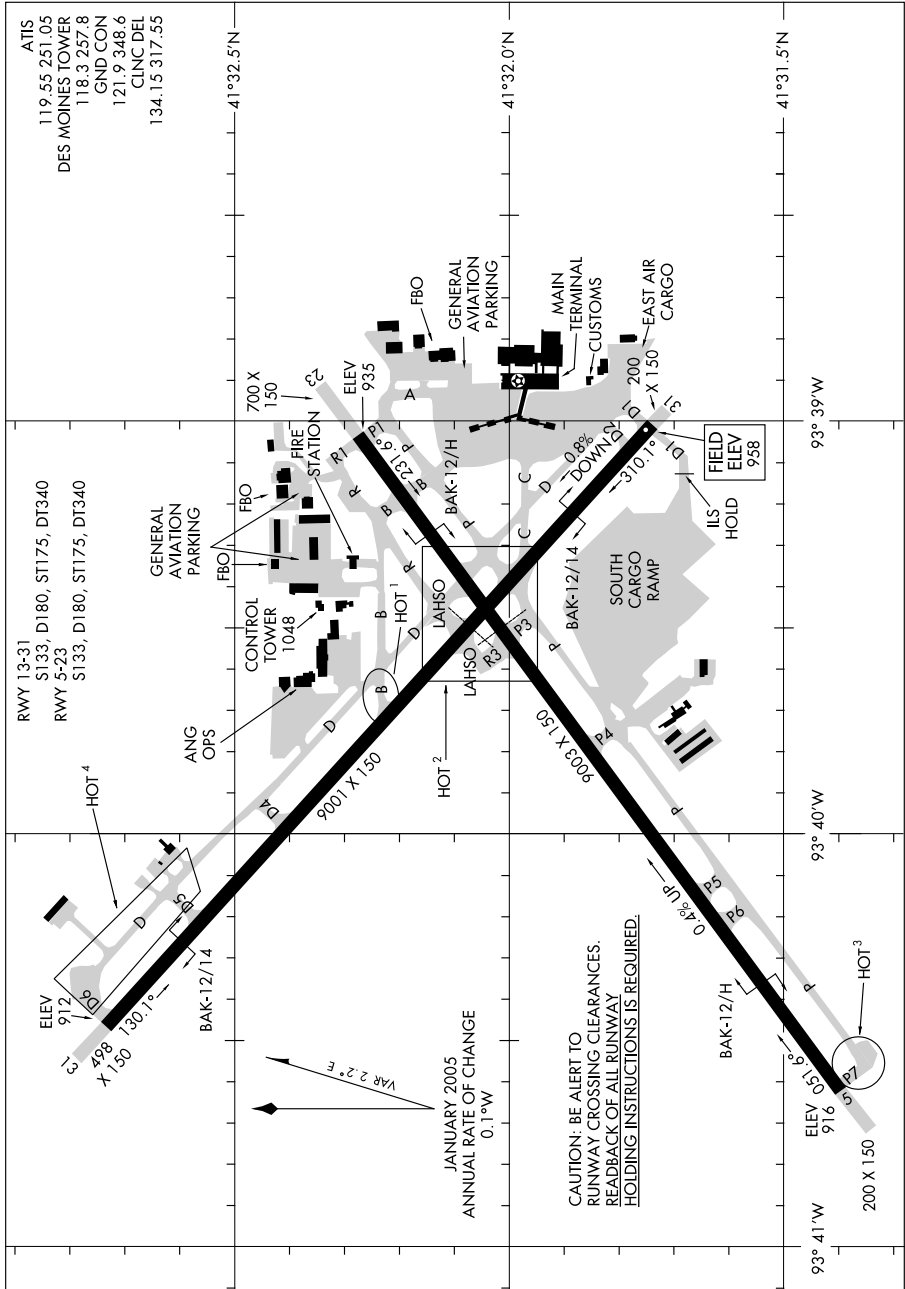 ATIS
119.55 251.05
DES MOINES TOWER
118.3 257.8
GND CON
121.9 348.6
CLNC DEL
134.15 317.55
RWY 13-31
S133, D180, ST175, DT340
RWY 5-23
S133, D180, ST175, DT340
41° 32.5'N
41° 32.0'N
41° 31.5'N
93° 39'W
93° 40'W
93° 41'W
HOT 4
D
D5
D6
ELEV
912
13
498
X 150
130.1°
BAK-12/14
D4
D
9001 X 150
ANG
OPS
CONTROL
TOWER
1048
FBO
GENERAL
AVIATION
PARKING
FBO
FIRE
STATION
HOT 1
B
B
D
R
B
R
R1
B
700 X
150
23
ELEV
935
P1
P
231.6°
BAK-12/H
P
A
FBO
GENERAL
AVIATION
PARKING
MAIN
TERMINAL
CUSTOMS
EAST AIR
CARGO
200
X 150
D1
31
D
D1
FIELD
ELEV
958
ILS
HOLD
0.8%
DOWN
2
310.1°
D
C
C
LAHSO
LAHSO
R3
P3
HOT 2
BAK-12/14
SOUTH
CARGO
RAMP
P
9003 X 150
P4
P
0.4% UP
P5
P6
P
BAK-12/H
HOT 3
051.6°
P7
5
ELEV
916
200 X 150
VAR 2.2° E
JANUARY 2005
ANNUAL RATE OF CHANGE
0.1°W
CAUTION: BE ALERT TO
RUNWAY CROSSING CLEARANCES.
READBACK OF ALL RUNWAY
HOLDING INSTRUCTIONS IS REQUIRED.